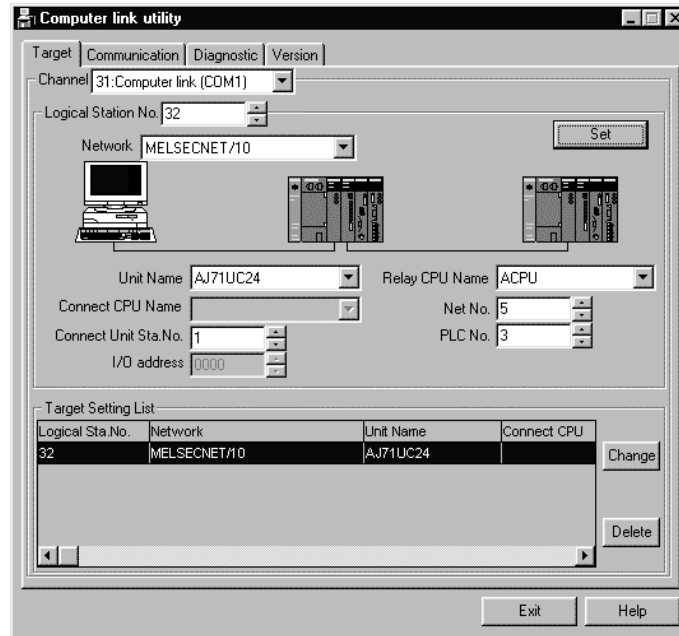 Computer link utility
Target Communication Diagnostic Version
Channel 31:Computer link (COM1)
Logical Station No. 32
Set
Network MELSECNET/10
Unit Name AJ71UC24 Relay CPU Name ACPU
Connect CPU Name Net No. 5
Connect Unit Sta.No. 1 PLC No. 3
I/O address 0000
Target Setting List
Logical Sta.No. Network Unit Name Connect CPU
32 MELSECNET/10 AJ71UC24
Change
Delete
Exit Help